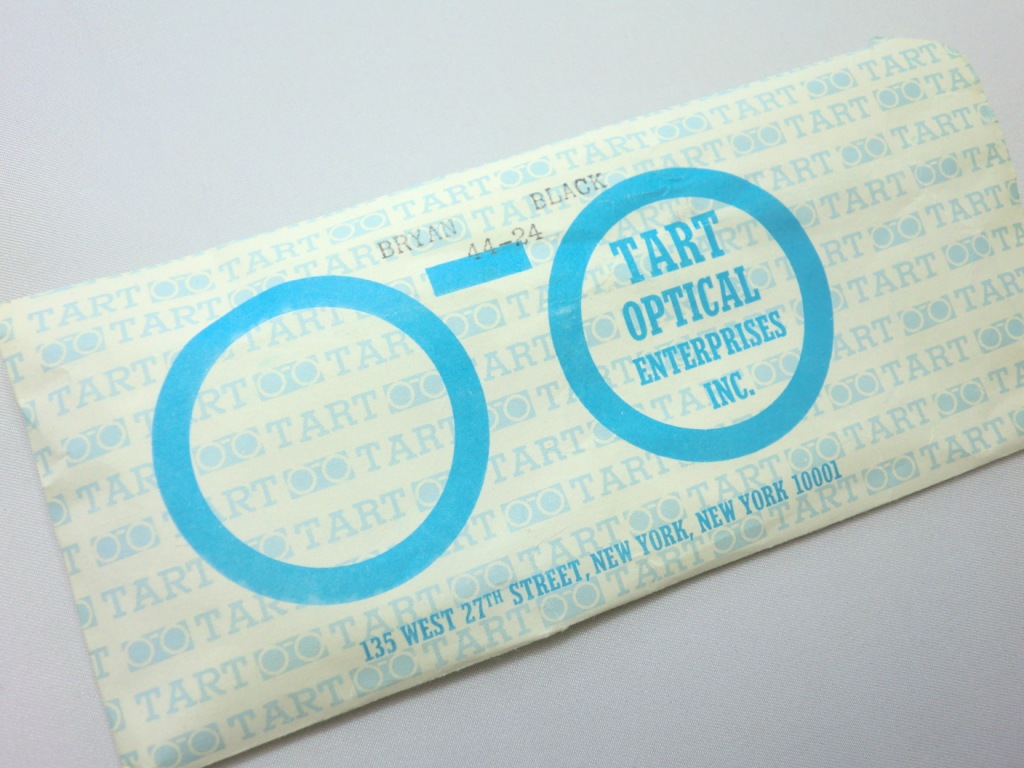 BRYAN BLACK
44-24
TART
OPTICAL
ENTERPRISES
INC.
135 WEST 27TH STREET, NEW YORK, NEW YORK 10001